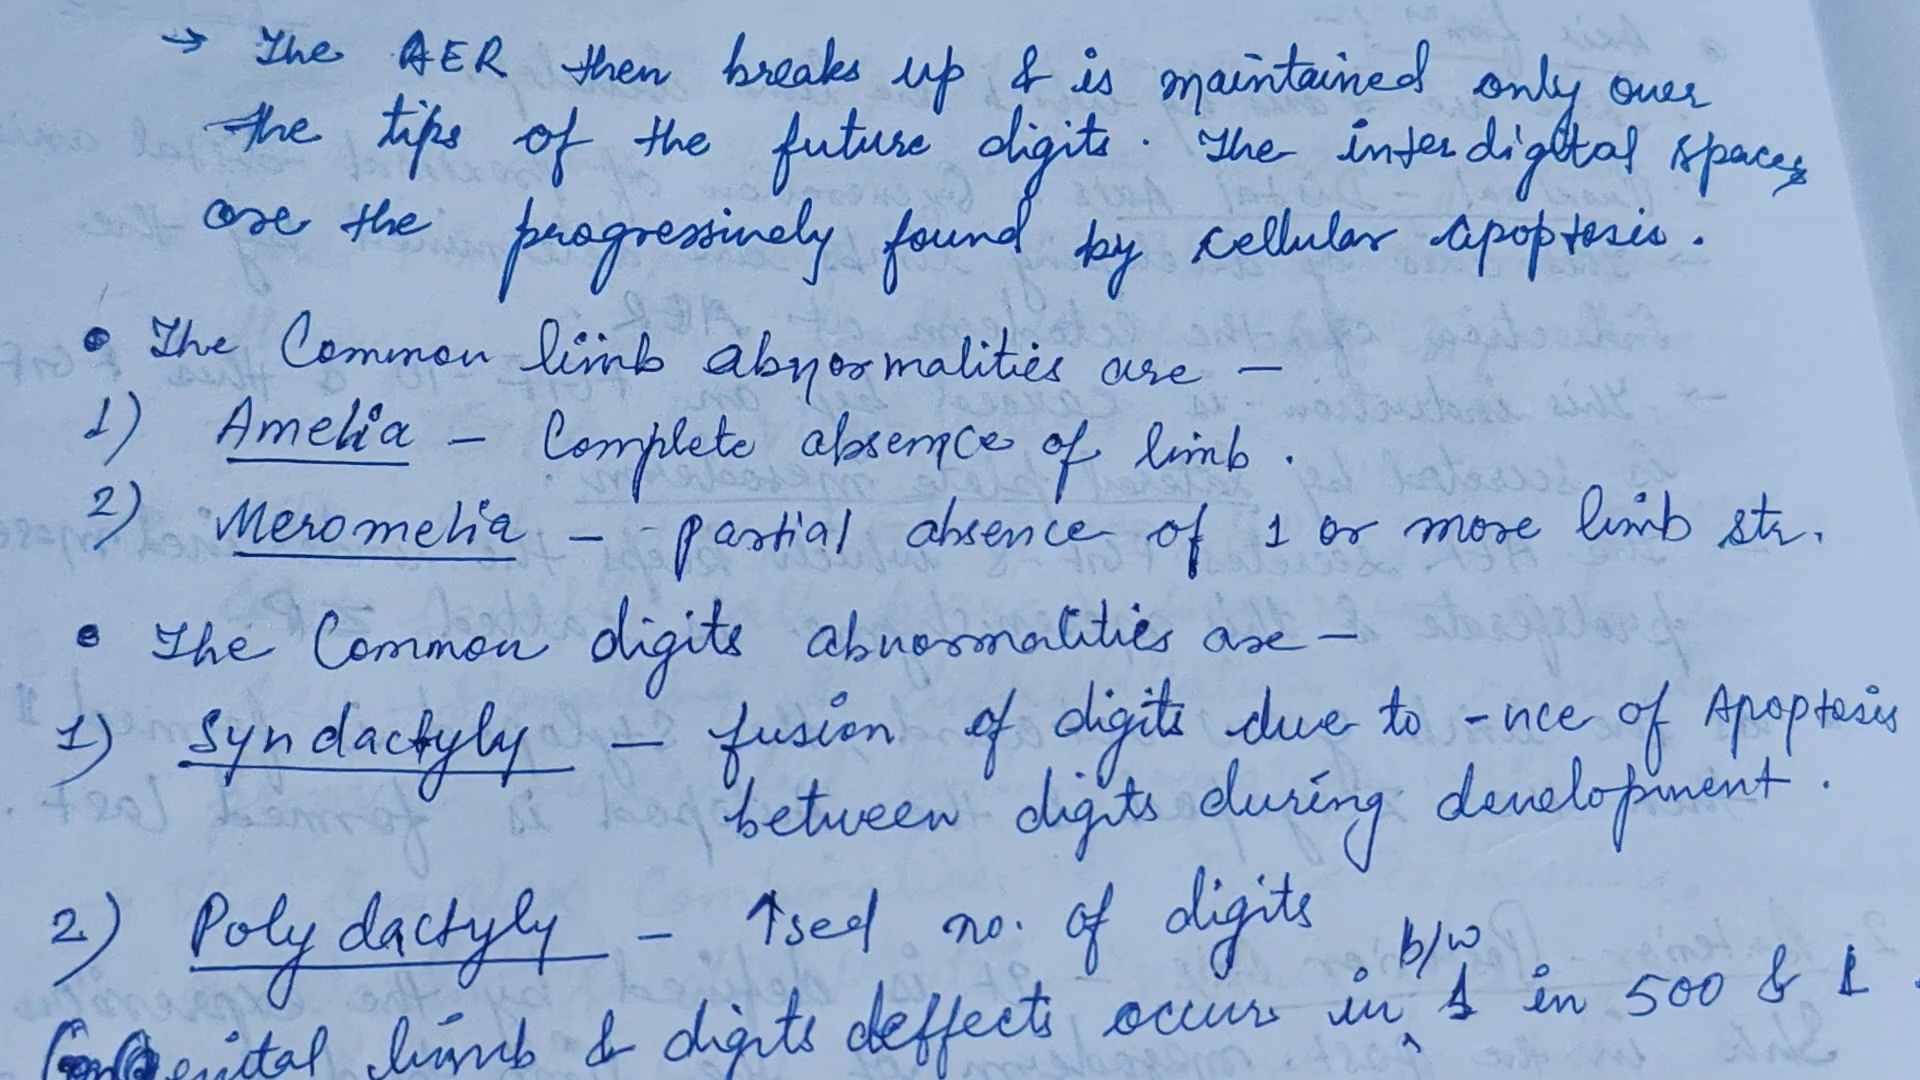 → The AER then breaks up & is maintained only over
the tips of the future digits. The interdigital spaces
are the progressively found by cellular apoptosis.
• The Common limb abnormalities are –
1) Amelia – Complete absence of limb.
2) Meromelia – partial absence of 1 or more limb str.
• The Common digits abnormalities are –
1) Syndactyly – fusion of digits due to -nce of Apoptosis
between digits during development.
2) Polydactyly – ↑sed no. of digits
Congenital limb & digits deffects occur in b/w 1 in 500 & 1